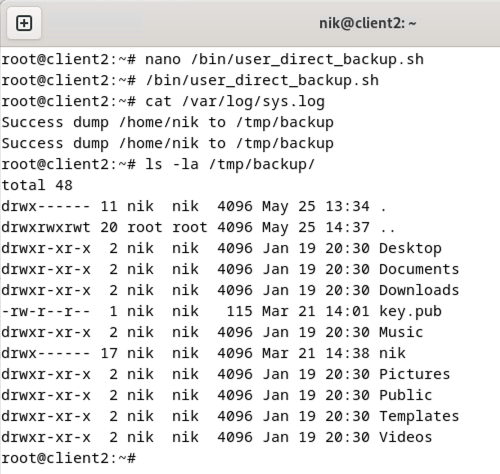 nik@client2: ~
root@client2:~# nano /bin/user_direct_backup.sh
root@client2:~# /bin/user_direct_backup.sh
root@client2:~# cat /var/log/sys.log
Success dump /home/nik to /tmp/backup
Success dump /home/nik to /tmp/backup
root@client2:~# ls -la /tmp/backup/
total 48
drwx------ 11 nik  nik  4096 May 25 13:34 .
drwxrwxrwt 20 root root 4096 May 25 14:37 ..
drwxr-xr-x  2 nik  nik  4096 Jan 19 20:30 Desktop
drwxr-xr-x  2 nik  nik  4096 Jan 19 20:30 Documents
drwxr-xr-x  2 nik  nik  4096 Jan 19 20:30 Downloads
-rw-r--r--  1 nik  nik   115 Mar 21 14:01 key.pub
drwxr-xr-x  2 nik  nik  4096 Jan 19 20:30 Music
drwx------ 17 nik  nik  4096 Mar 21 14:38 nik
drwxr-xr-x  2 nik  nik  4096 Jan 19 20:30 Pictures
drwxr-xr-x  2 nik  nik  4096 Jan 19 20:30 Public
drwxr-xr-x  2 nik  nik  4096 Jan 19 20:30 Templates
drwxr-xr-x  2 nik  nik  4096 Jan 19 20:30 Videos
root@client2:~#